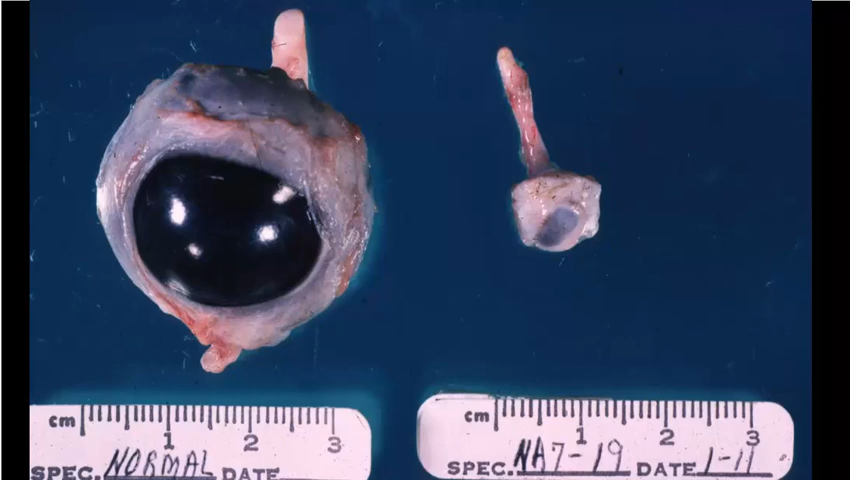 cm 1 2 3
SPEC. NORMAL DATE
cm 1 2 3
SPEC. NA7-19 DATE 1-11